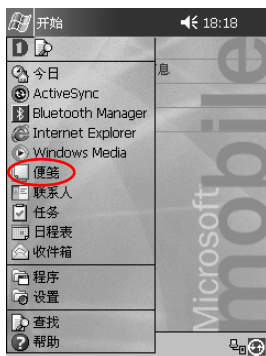 开始 18:18
今日
息
ActiveSync
Bluetooth Manager
Internet Explorer
Windows Media
便笺
联系人
任务
日程表
收件箱
程序
设置
查找
帮助
Microsoft
mobile